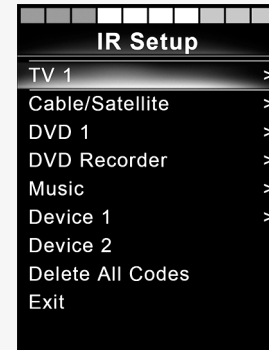 IR Setup
TV 1 >
Cable/Satellite >
DVD 1 >
DVD Recorder >
Music >
Device 1 >
Device 2
Delete All Codes
Exit